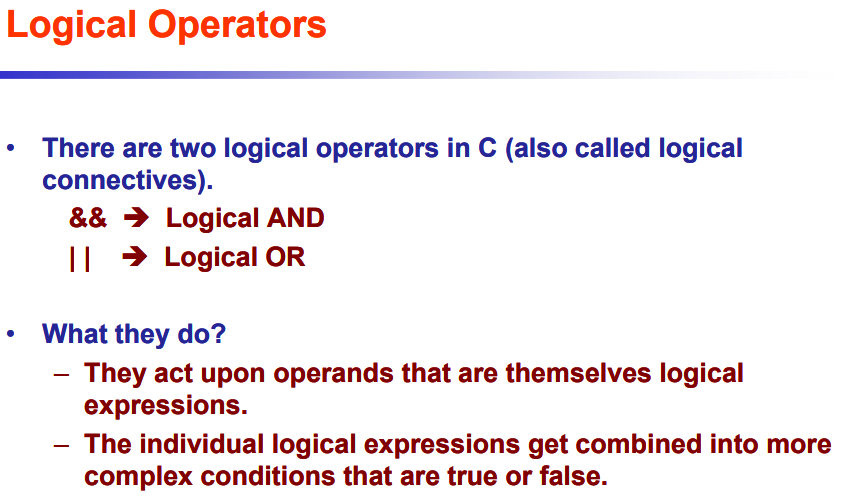 Logical Operators
• There are two logical operators in C (also called logical
connectives).
&& ➔ Logical AND
|| ➔ Logical OR
• What they do?
– They act upon operands that are themselves logical
expressions.
– The individual logical expressions get combined into more
complex conditions that are true or false.